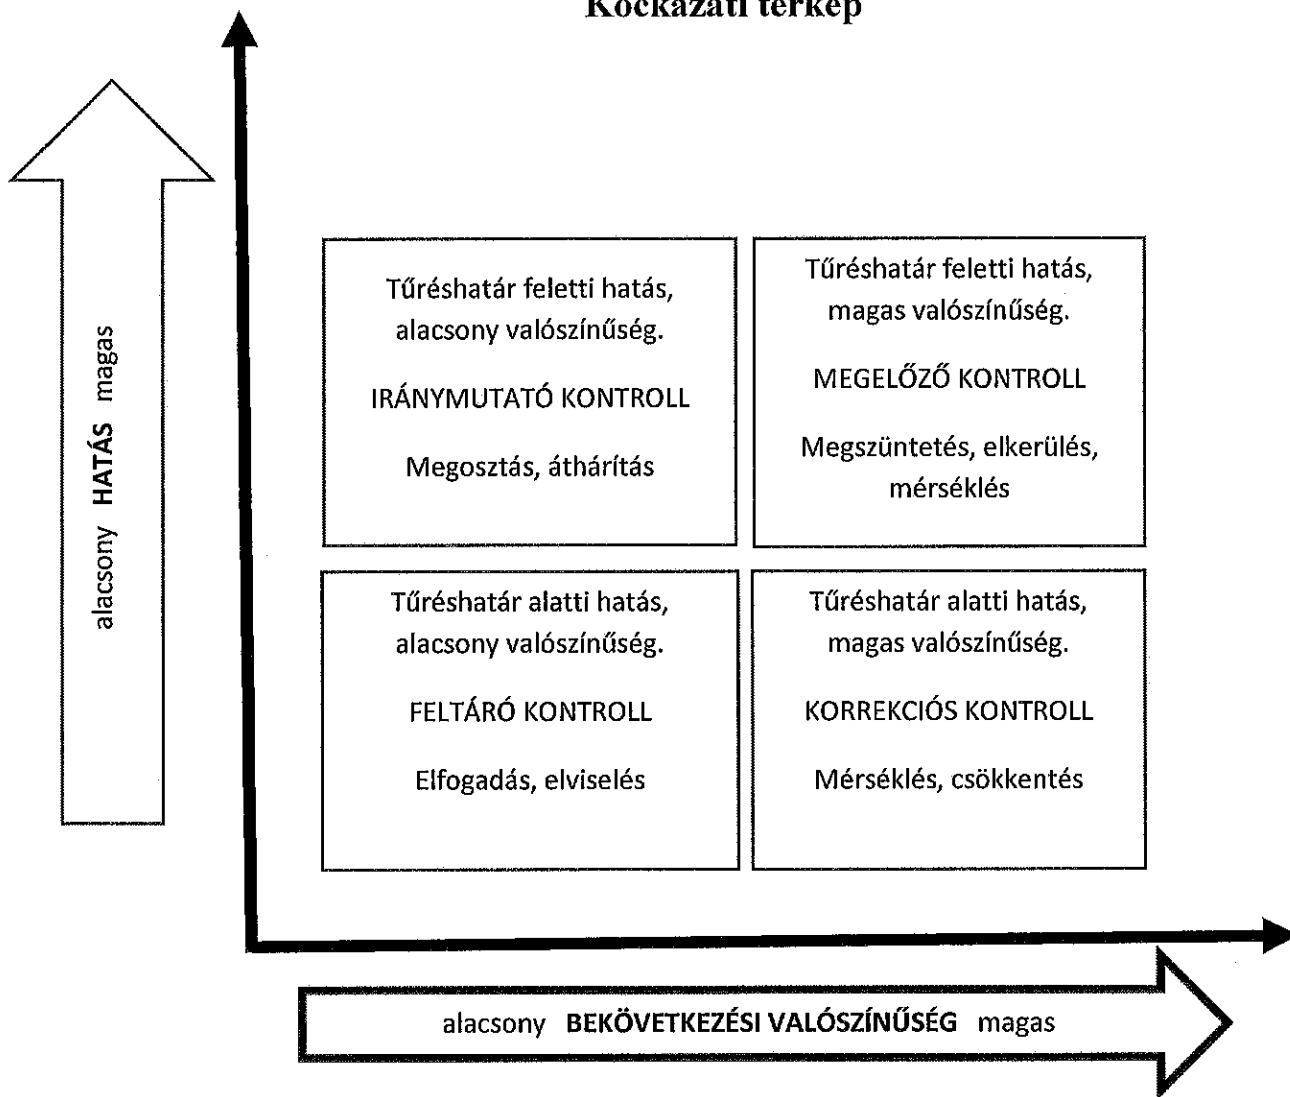 Kockázati térkép
alacsony HATÁS magas
Tűréshatár feletti hatás,
alacsony valószínűség.
IRÁNYMUTATÓ KONTROLL
Megosztás, áthárítás
Tűréshatár feletti hatás,
magas valószínűség.
MEGELŐZŐ KONTROLL
Megszüntetés, elkerülés,
mérséklés
Tűréshatár alatti hatás,
alacsony valószínűség.
FELTÁRÓ KONTROLL
Elfogadás, elviselés
Tűréshatár alatti hatás,
magas valószínűség.
KORREKCIÓS KONTROLL
Mérséklés, csökkentés
alacsony BEKÖVETKEZÉSI VALÓSZÍNŰSÉG magas